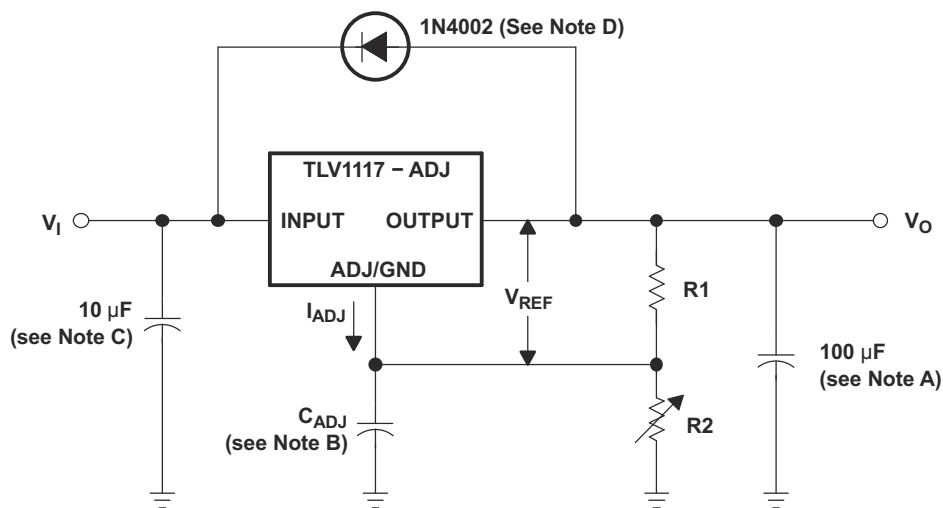 1N4002 (See Note D)
TLV1117 − ADJ
V_I
INPUT
OUTPUT
V_O
ADJ/GND
I_ADJ
V_REF
R1
10 μF
(see Note C)
100 μF
(see Note A)
C_ADJ
(see Note B)
R2